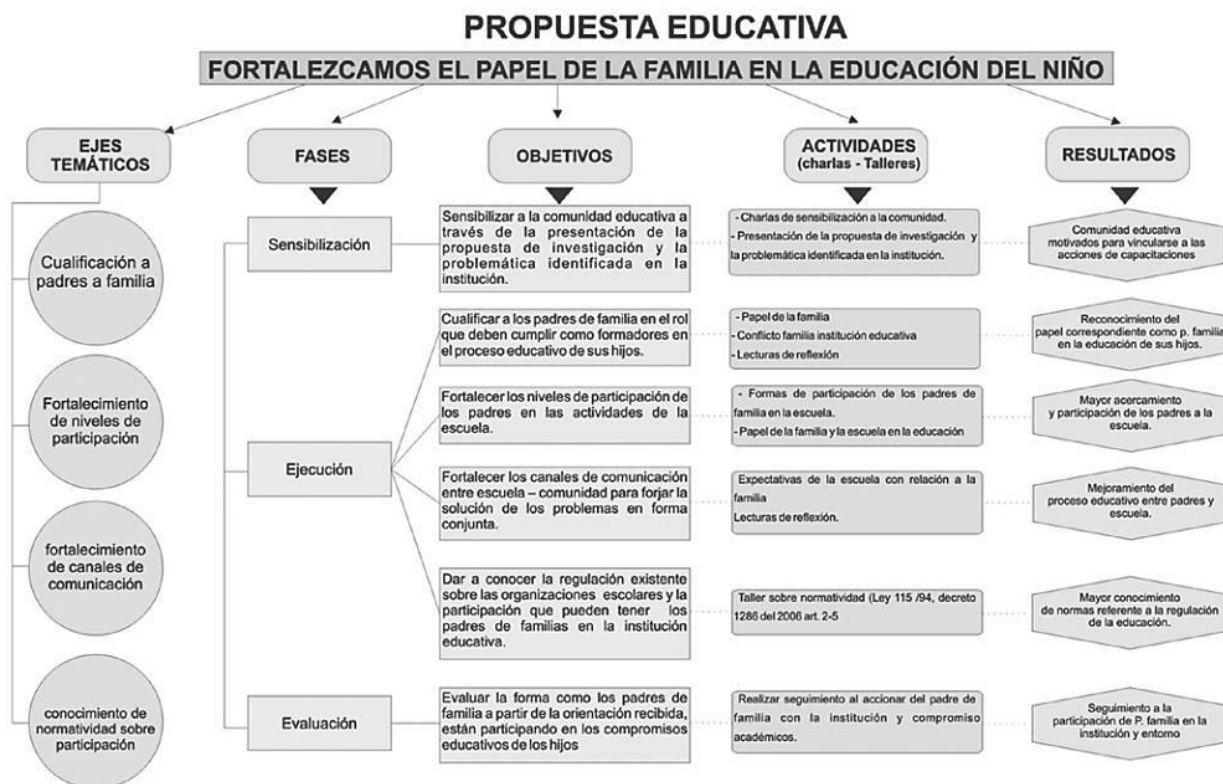 PROPUESTA EDUCATIVA
FORTALEZCAMOS EL PAPEL DE LA FAMILIA EN LA EDUCACIÓN DEL NIÑO
EJES
TEMÁTICOS
FASES
OBJETIVOS
ACTIVIDADES
(charlas - Talleres)
RESULTADOS
Cualificación a
padres a familia
Fortalecimiento
de niveles de
participación
fortalecimiento
de canales de
comunicación
conocimiento de
normatividad sobre
participación
Sensibilización
Sensibilizar a la comunidad educativa a
través de la presentación de la
propuesta de investigación y la
problemática identificada en la
institución.
- Charlas de sensibilización a la comunidad.
- Presentación de la propuesta de investigación y
la problemática identificada en la institución.
Comunidad educativa
motivados para vincularse a las
acciones de capacitaciones
Ejecución
Cualificar a los padres de familia en el rol
que deben cumplir como formadores en
el proceso educativo de sus hijos.
- Papel de la familia
- Conflicto familia institución educativa
- Lecturas de reflexión
Reconocimiento del
papel correspondiente como p. familia
en la educación de sus hijos.
Fortalecer los niveles de participación de
los padres en las actividades de la
escuela.
- Formas de participación de los padres de
familia en la escuela.
- Papel de la familia y la escuela en la educación
Mayor acercamiento
y participación de los padres a la
escuela.
Fortalecer los canales de comunicación
entre escuela – comunidad para forjar la
solución de los problemas en forma
conjunta.
Expectativas de la escuela con relación a la
familia
Lecturas de reflexión.
Mejoramiento del
proceso educativo entre padres y
escuela.
Dar a conocer la regulación existente
sobre las organizaciones escolares y la
participación que pueden tener los
padres de familias en la institución
educativa.
Taller sobre normatividad (Ley 115 /94, decreto
1286 del 2006 art. 2-5
Mayor conocimiento
de normas referente a la regulación
de la educación.
Evaluación
Evaluar la forma como los padres de
familia a partir de la orientación recibida,
están participando en los compromisos
educativos de los hijos
Realizar seguimiento al accionar del padre de
familia con la institución y compromiso
académicos.
Seguimiento a la
participación de P. familia en la
institución y entorno